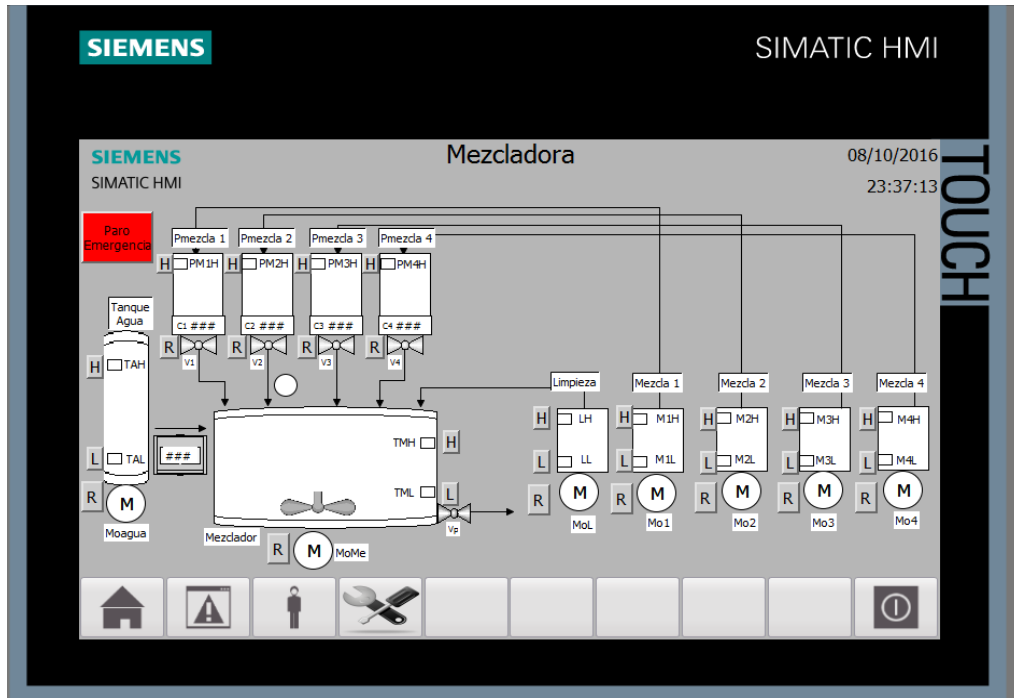 SIEMENS
SIMATIC HMI
TOUCH
SIEMENS
SIMATIC HMI
Mezcladora
08/10/2016
23:37:13
Paro
Emergencia
Pmezcla 1
Pmezcla 2
Pmezcla 3
Pmezcla 4
H
PM1H
H
PM2H
H
PM3H
H
PM4H
C1 ###
C2 ###
C3 ###
C4 ###
R
V1
R
V2
R
V3
R
V4
Tanque
Agua
H
TAH
L
TAL
R
M
Moagua
###
TMH
H
TML
L
Vp
Mezclador
R
M
MoMe
Limpieza
Mezcla 1
Mezcla 2
Mezcla 3
Mezcla 4
H
LH
H
M1H
H
M2H
H
M3H
H
M4H
L
LL
L
M1L
L
M2L
L
M3L
L
M4L
R
M
R
M
R
M
R
M
R
M
MoL
Mo1
Mo2
Mo3
Mo4